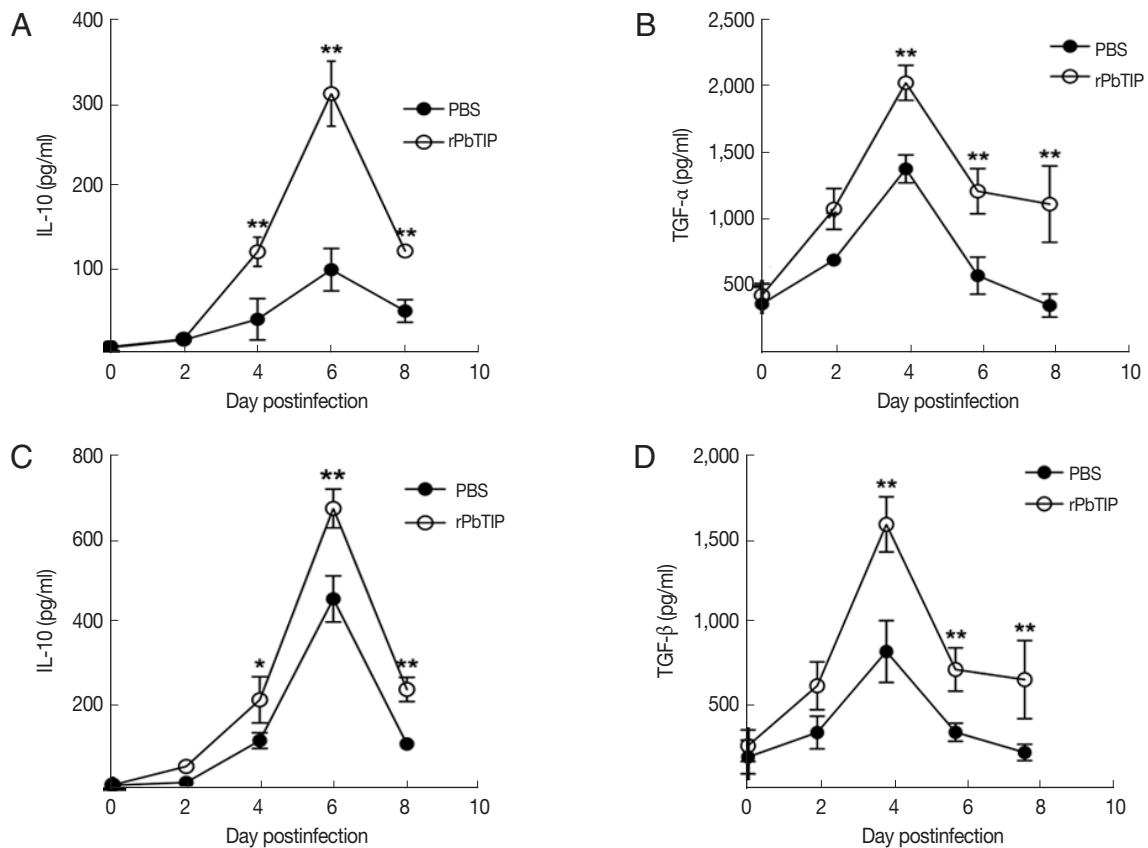 A
400
300
200
100
IL-10 (pg/ml)
**
**
**
PBS
rPbTIP
0 2 4 6 8 10
Day postinfection
B
2,500
2,000
1,500
1,000
500
TGF-α (pg/ml)
**
**
**
PBS
rPbTIP
0 2 4 6 8 10
Day postinfection
C
800
600
400
200
IL-10 (pg/ml)
*
**
**
PBS
rPbTIP
0 2 4 6 8 10
Day postinfection
D
2,000
1,500
1,000
500
TGF-β (pg/ml)
**
**
**
PBS
rPbTIP
0 2 4 6 8 10
Day postinfection